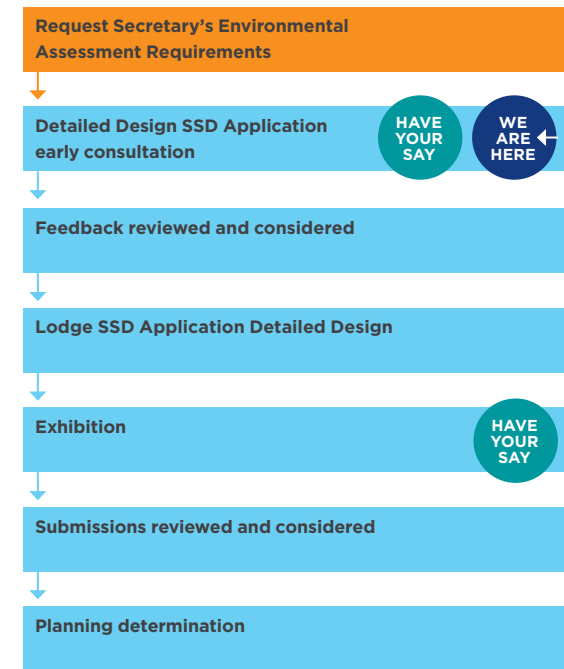 Request Secretary’s Environmental
Assessment Requirements
Detailed Design SSD Application
early consultation
HAVE
YOUR
SAY
WE
ARE
HERE
Feedback reviewed and considered
Lodge SSD Application Detailed Design
Exhibition
HAVE
YOUR
SAY
Submissions reviewed and considered
Planning determination